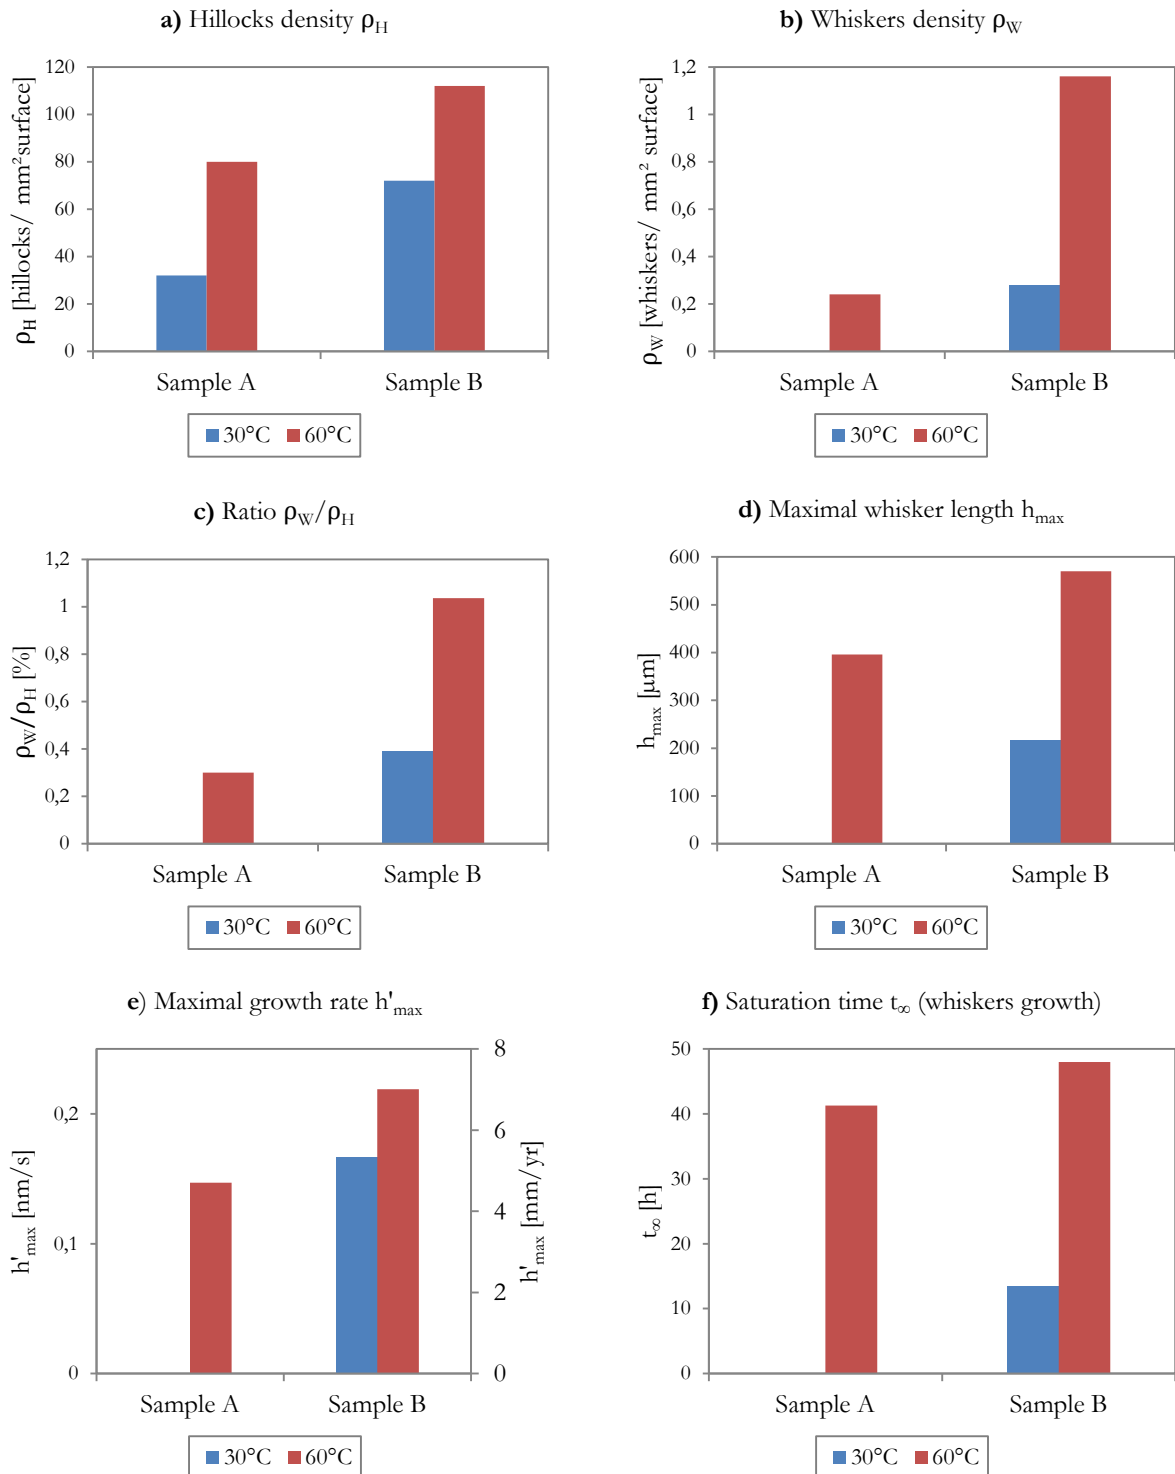 a) Hillocks density ρH
ρH [hillocks/ mm²surface]
120
100
80
60
40
20
0
Sample A Sample B
30°C 60°C
b) Whiskers density ρW
ρW [whiskers/ mm² surface]
1,2
1
0,8
0,6
0,4
0,2
0
Sample A Sample B
30°C 60°C
c) Ratio ρW/ρH
ρW/ρH [%]
1,2
1
0,8
0,6
0,4
0,2
0
Sample A Sample B
30°C 60°C
d) Maximal whisker length hmax
hmax [µm]
600
500
400
300
200
100
0
Sample A Sample B
30°C 60°C
e) Maximal growth rate h'max
h'max [nm/s]
0,2
0,1
0
8
6
4
2
0
h'max [mm/yr]
Sample A Sample B
30°C 60°C
f) Saturation time t∞ (whiskers growth)
t∞ [h]
50
40
30
20
10
0
Sample A Sample B
30°C 60°C